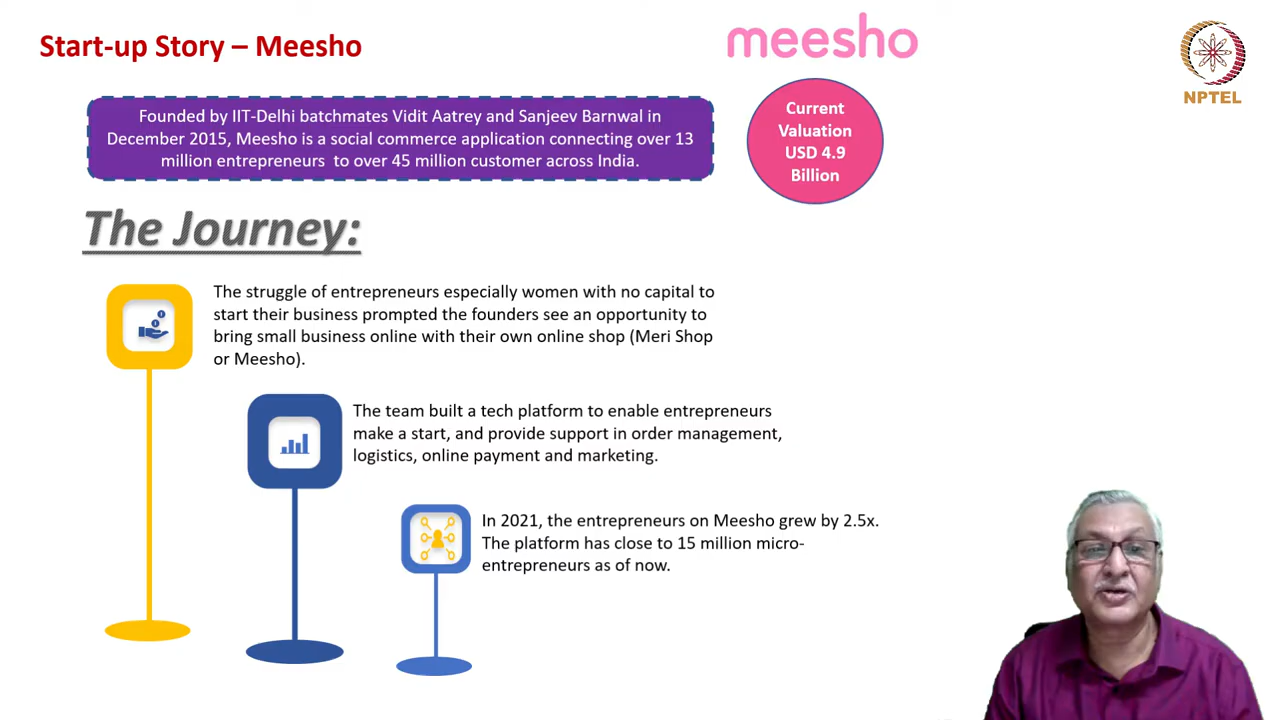 Start-up Story – Meesho
meesho
NPTEL
Founded by IIT-Delhi batchmates Vidit Aatrey and Sanjeev Barnwal in
December 2015, Meesho is a social commerce application connecting over 13
million entrepreneurs to over 45 million customer across India.
Current
Valuation
USD 4.9
Billion
The Journey:
The struggle of entrepreneurs especially women with no capital to
start their business prompted the founders see an opportunity to
bring small business online with their own online shop (Meri Shop
or Meesho).
The team built a tech platform to enable entrepreneurs
make a start, and provide support in order management,
logistics, online payment and marketing.
In 2021, the entrepreneurs on Meesho grew by 2.5x.
The platform has close to 15 million micro-
entrepreneurs as of now.